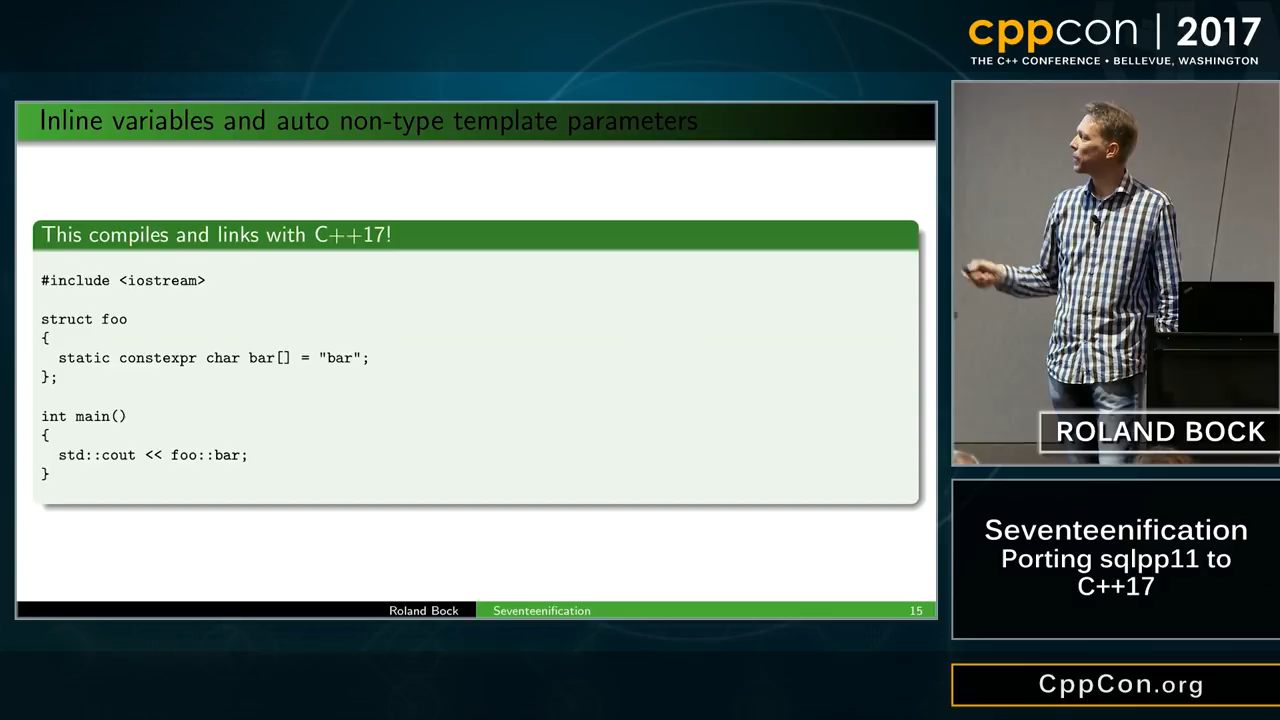 cppcon | 2017
THE C++ CONFERENCE • BELLEVUE, WASHINGTON
Inline variables and auto non-type template parameters
This compiles and links with C++17!
#include <iostream>
struct foo
{
  static constexpr char bar[] = "bar";
};
int main()
{
  std::cout << foo::bar;
}
Roland Bock
Seventeenification
15
ROLAND BOCK
Seventeenification
Porting sqlpp11 to
C++17
CppCon.org